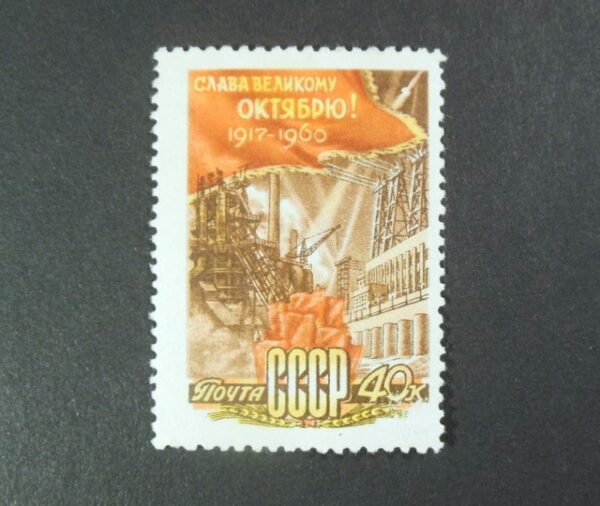 СЛАВА ВЕЛИКОМУ
ОКТЯБРЮ!
1917-1960
ПОЧТА СССР 40К